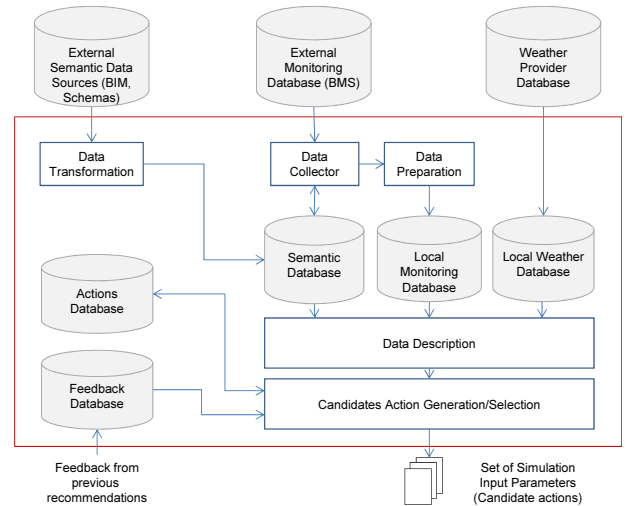 External
Semantic Data
Sources (BIM,
Schemas)
External
Monitoring
Database (BMS)
Weather
Provider
Database
Data
Transformation
Data
Collector
Data
Preparation
Semantic
Database
Local
Monitoring
Database
Local Weather
Database
Actions
Database
Data Description
Feedback
Database
Candidates Action Generation/Selection
Feedback from
previous
recommendations
Set of Simulation
Input Parameters
(Candidate actions)